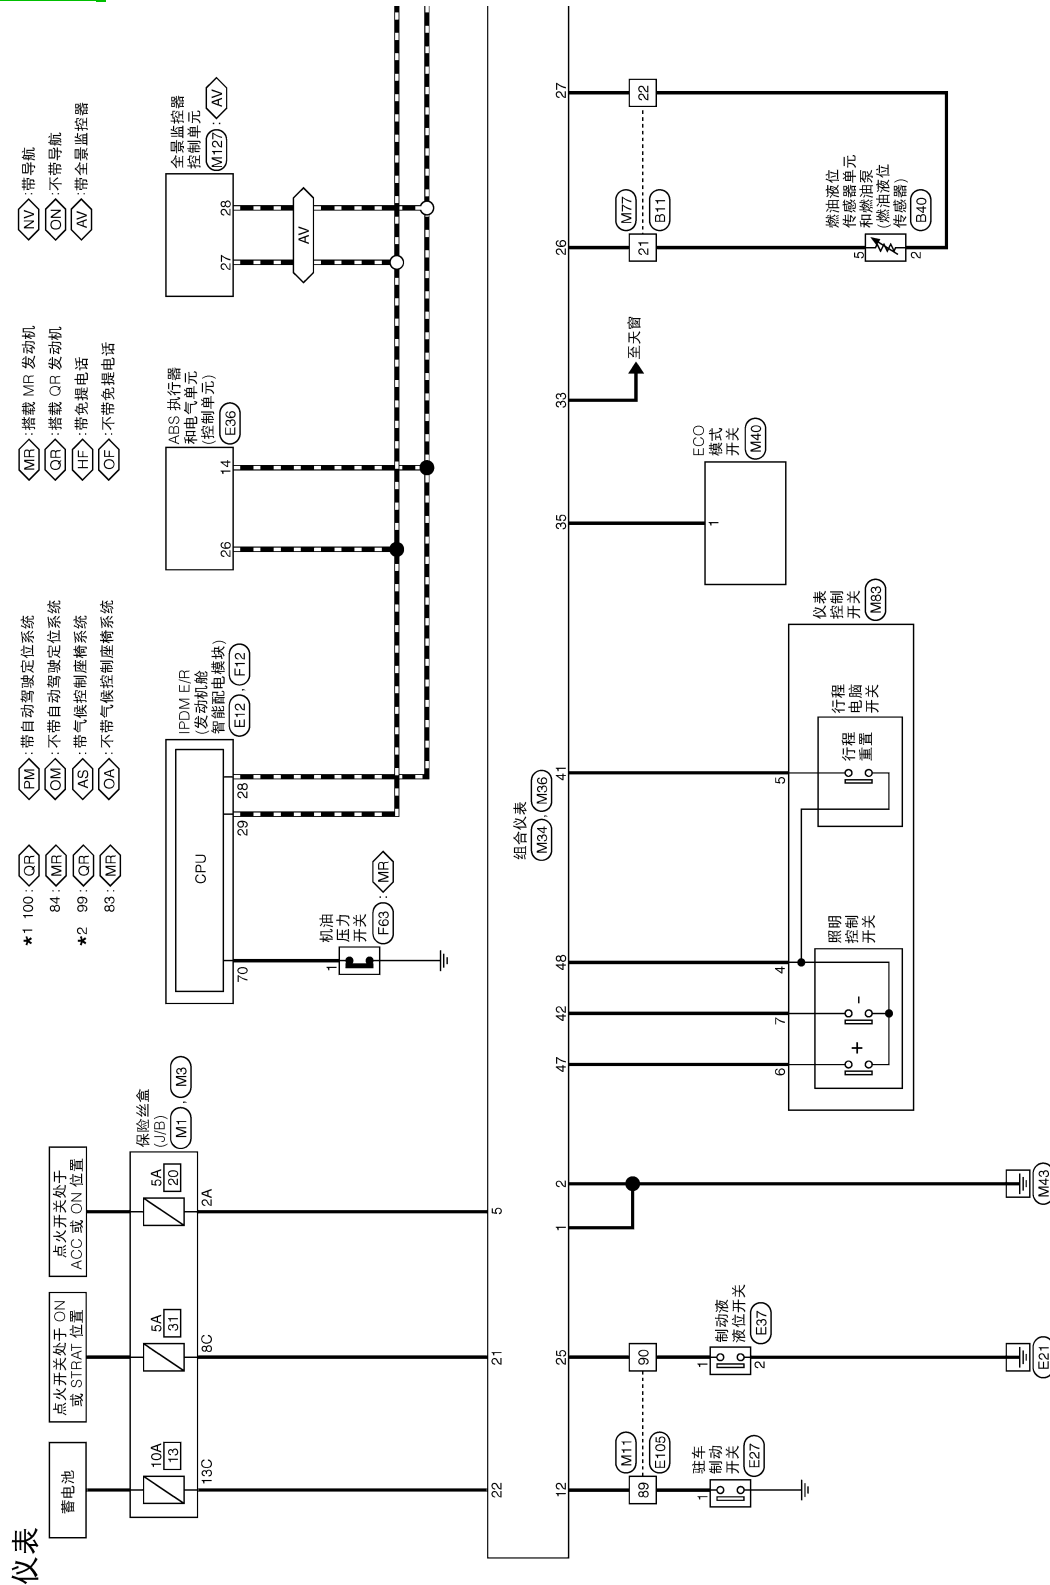 仪表
蓄电池
点火开关处于 ON
或 STRAT 位置
点火开关处于
ACC 或 ON 位置
10A
13
5A
31
5A
20
保险丝盒
(J/B)
M1 , M3
13C
8C
2A
22
21
5
★1 100 : QR
84 : MR
★2 99 : QR
83 : MR
PM : 带自动驾驶定位系统
OM : 不带自动驾驶定位系统
AS : 带气候控制座椅系统
OA : 不带气候控制座椅系统
MR : 搭载 MR 发动机
QR : 搭载 QR 发动机
HF : 带免提电话
OF : 不带免提电话
NV : 带导航
ON : 不带导航
AV : 带全景监控器
IPDM E/R
(发动机舱
智能配电模块)
E12 , F12
CPU
70
29
28
机油
压力
开关
F63 : MR
1
ABS 执行器
和电气单元
(控制单元)
E36
26
14
全景监控器
控制单元
M127 : AV
27
28
AV
组合仪表
M34 , M36
12
25
1
2
47
42
48
41
35
33
26
27
M11
E105
89
90
驻车
制动
开关
E27
1
制动液
液位开关
E37
1
2
E21
M43
6
7
4
5
照明
控制
开关
+
-
行程
电脑
开关
行程
重置
仪表
控制
开关
M83
ECO
模式
开关
M40
1
至天窗
M77
B11
21
22
燃油液位
传感器单元
和燃油泵
(燃油液位
传感器)
B40
5
2